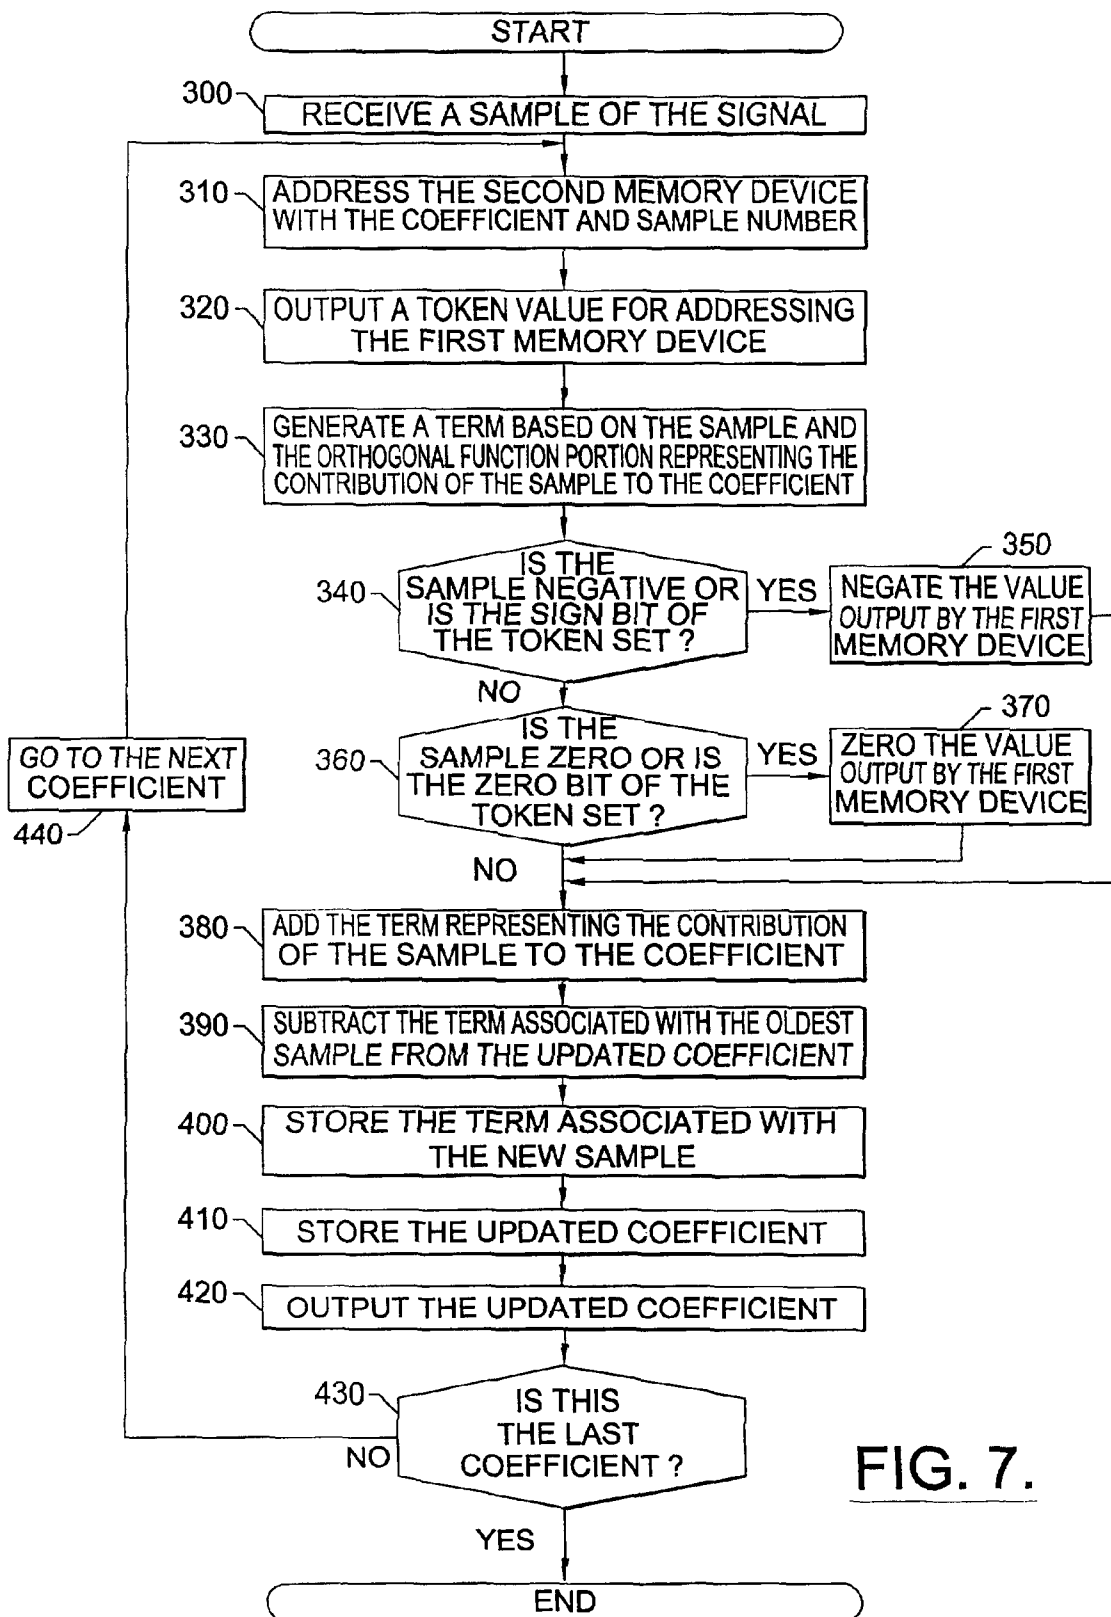 START
300
RECEIVE A SAMPLE OF THE SIGNAL
310
ADDRESS THE SECOND MEMORY DEVICE
WITH THE COEFFICIENT AND SAMPLE NUMBER
320
OUTPUT A TOKEN VALUE FOR ADDRESSING
THE FIRST MEMORY DEVICE
330
GENERATE A TERM BASED ON THE SAMPLE AND
THE ORTHOGONAL FUNCTION PORTION REPRESENTING THE
CONTRIBUTION OF THE SAMPLE TO THE COEFFICIENT
340
IS THE
SAMPLE NEGATIVE OR
IS THE SIGN BIT OF
THE TOKEN SET ?
YES
350
NEGATE THE VALUE
OUTPUT BY THE FIRST
MEMORY DEVICE
NO
360
IS THE
SAMPLE ZERO OR IS
THE ZERO BIT OF THE
TOKEN SET ?
YES
370
ZERO THE VALUE
OUTPUT BY THE FIRST
MEMORY DEVICE
GO TO THE NEXT
COEFFICIENT
440
NO
380
ADD THE TERM REPRESENTING THE CONTRIBUTION
OF THE SAMPLE TO THE COEFFICIENT
390
SUBTRACT THE TERM ASSOCIATED WITH THE OLDEST
SAMPLE FROM THE UPDATED COEFFICIENT
400
STORE THE TERM ASSOCIATED WITH
THE NEW SAMPLE
410
STORE THE UPDATED COEFFICIENT
420
OUTPUT THE UPDATED COEFFICIENT
430
IS THIS
THE LAST
COEFFICIENT ?
NO
YES
END
FIG. 7.